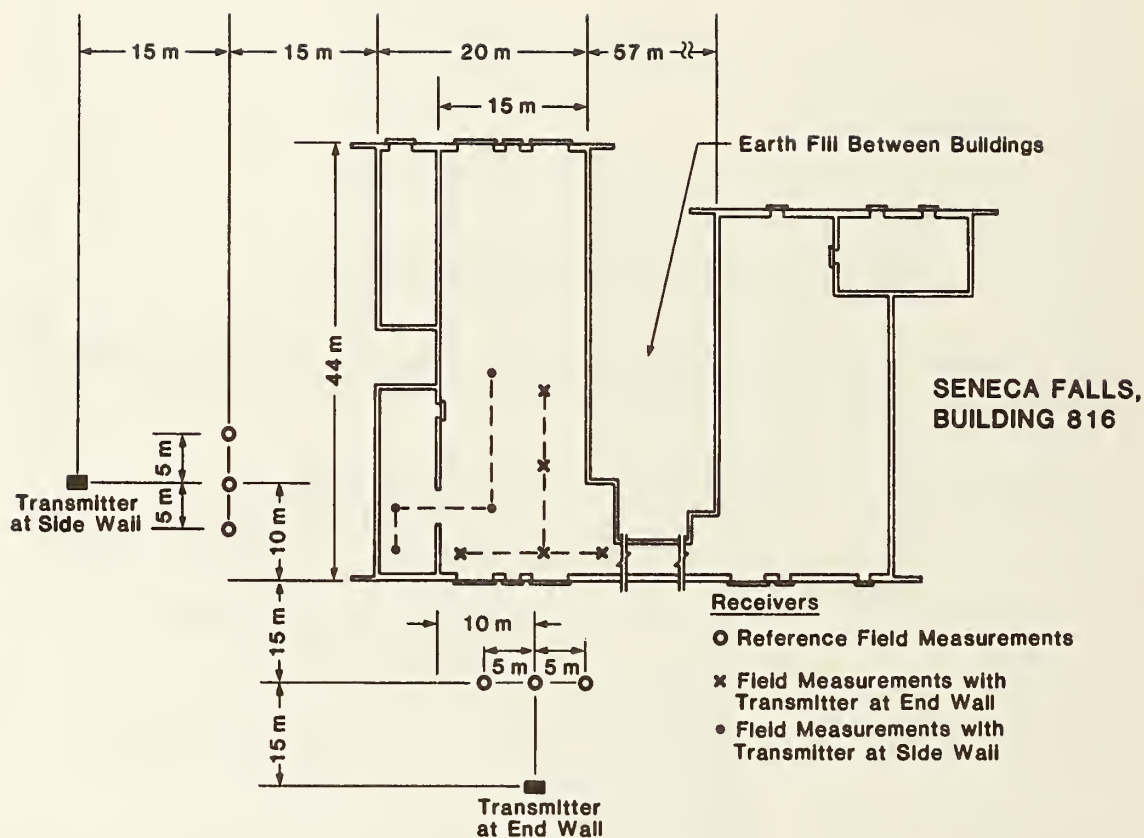 15 m
15 m
20 m
57 m
15 m
Earth Fill Between Buildings
44 m
SENECA FALLS,
BUILDING 816
5 m
5 m
Transmitter
at Side Wall
10 m
15 m
10 m
5 m
5 m
15 m
Receivers
Reference Field Measurements
Field Measurements with
Transmitter at End Wall
Field Measurements with
Transmitter at Side Wall
Transmitter
at End Wall